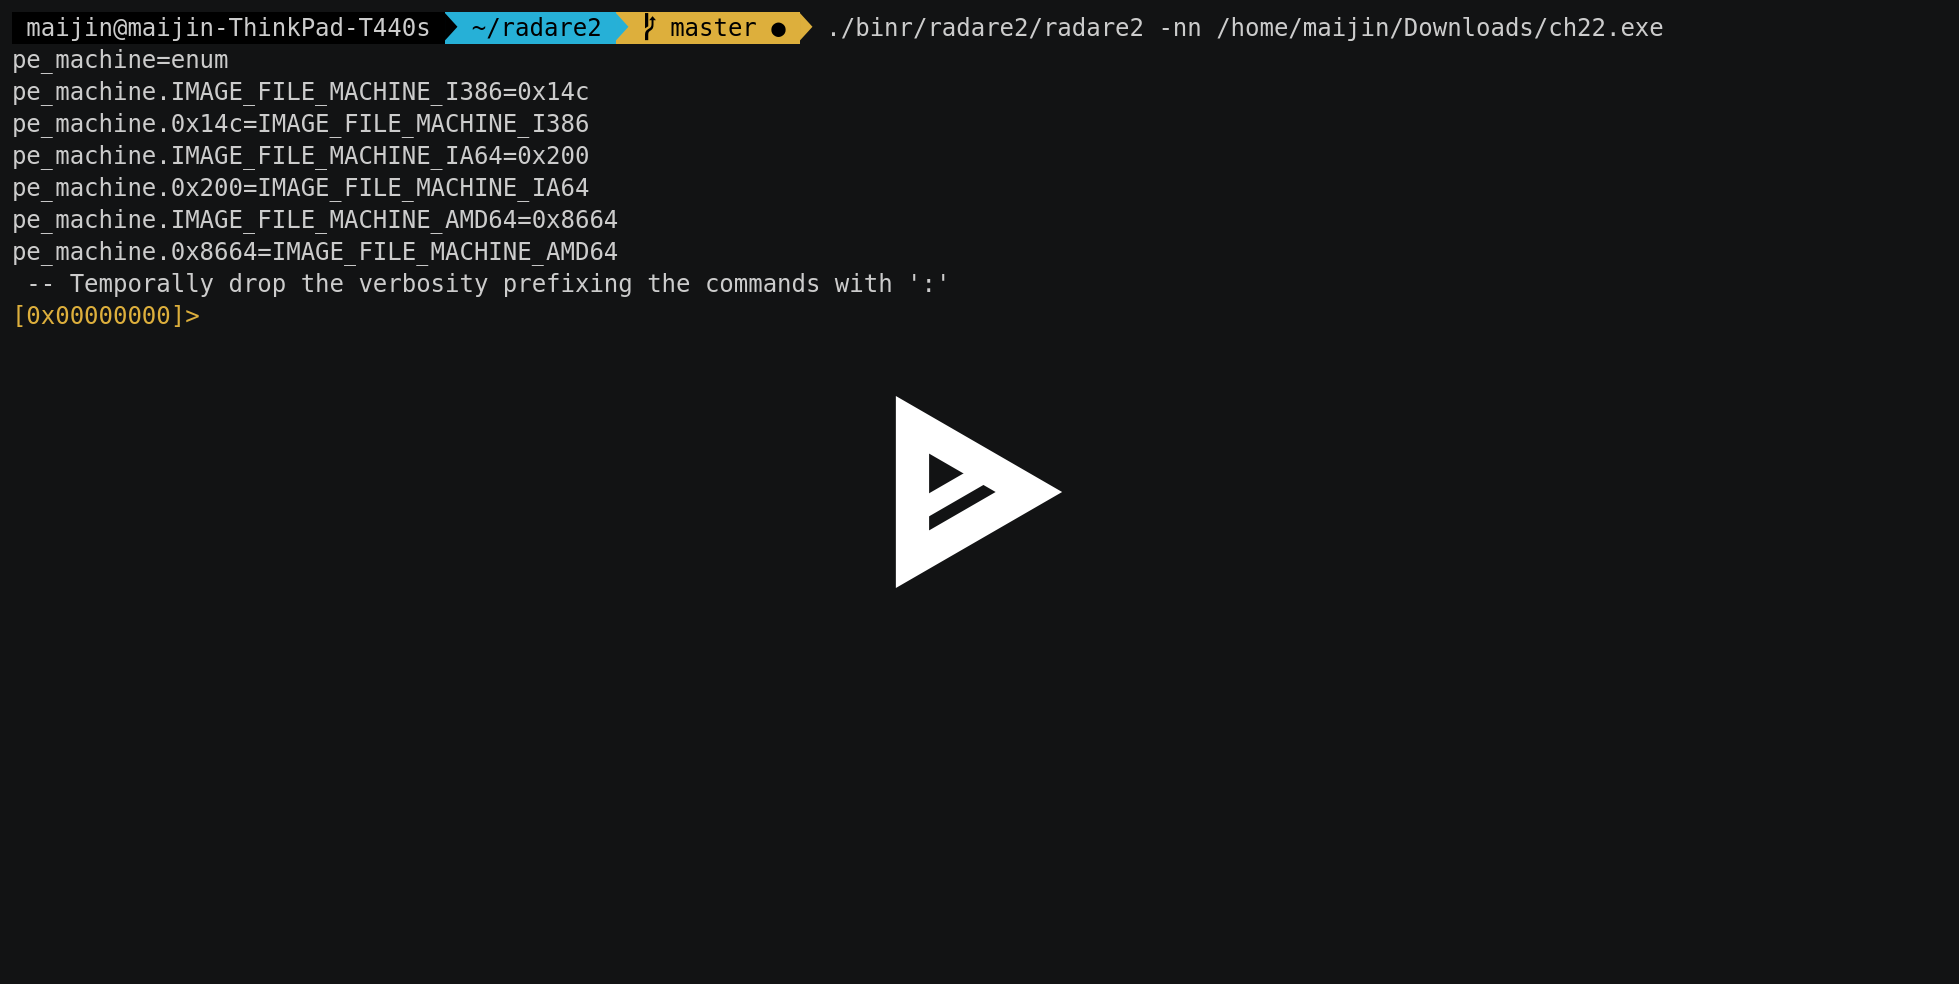 maijin@maijin-ThinkPad-T440s ~/radare2 master ● ./binr/radare2/radare2 -nn /home/maijin/Downloads/ch22.exe
pe_machine=enum
pe_machine.IMAGE_FILE_MACHINE_I386=0x14c
pe_machine.0x14c=IMAGE_FILE_MACHINE_I386
pe_machine.IMAGE_FILE_MACHINE_IA64=0x200
pe_machine.0x200=IMAGE_FILE_MACHINE_IA64
pe_machine.IMAGE_FILE_MACHINE_AMD64=0x8664
pe_machine.0x8664=IMAGE_FILE_MACHINE_AMD64
-- Temporally drop the verbosity prefixing the commands with ':'
[0x00000000]>